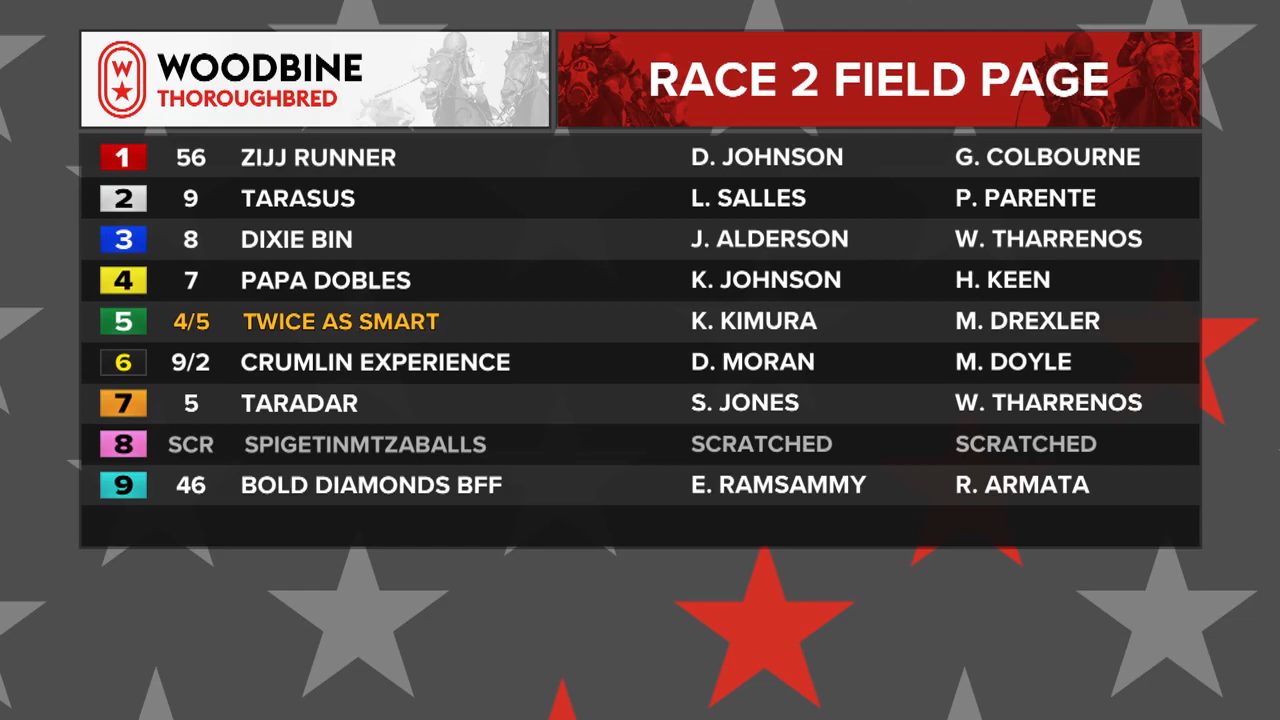 W
WOODBINE
THOROUGHBRED
RACE 2 FIELD PAGE
1 56 ZIJJ RUNNER D. JOHNSON G. COLBOURNE
2 9 TARASUS L. SALLES P. PARENTE
3 8 DIXIE BIN J. ALDERSON W. THARRENOS
4 7 PAPA DOBLES K. JOHNSON H. KEEN
5 4/5 TWICE AS SMART K. KIMURA M. DREXLER
6 9/2 CRUMLIN EXPERIENCE D. MORAN M. DOYLE
7 5 TARADAR S. JONES W. THARRENOS
8 SCR SPIGETINMTZABALLS SCRATCHED SCRATCHED
9 46 BOLD DIAMONDS BFF E. RAMSAMMY R. ARMATA